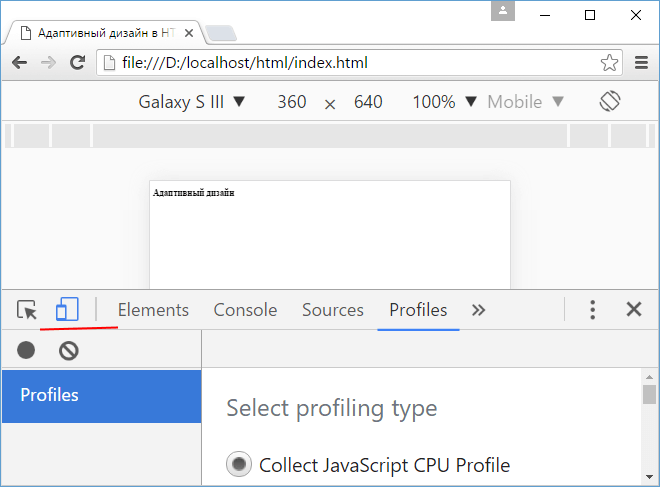 Адаптивный дизайн в HT
file:///D:/localhost/html/index.html
Galaxy S III ▼ 360 × 640 100% ▼ Mobile ▼
Адаптивный дизайн
Elements Console Sources Profiles »
Profiles
Select profiling type
Collect JavaScript CPU Profile